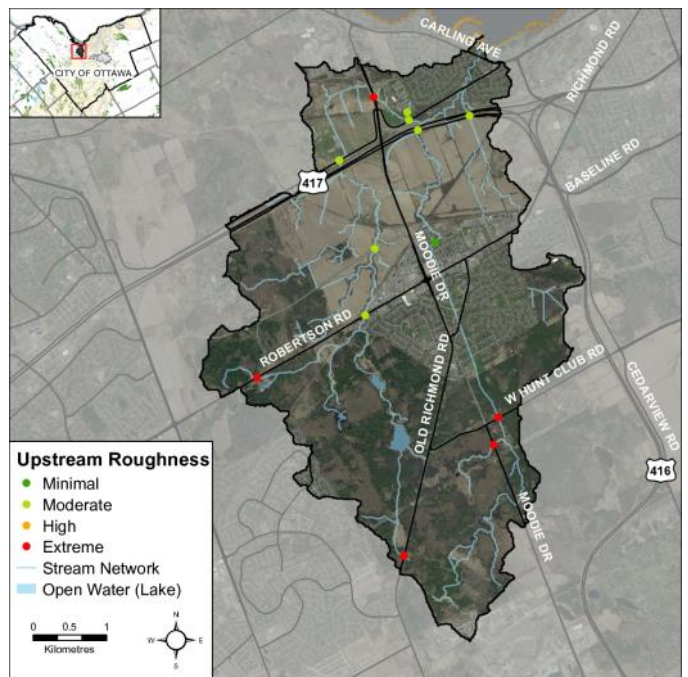 CITY OF OTTAWA
CARLING AVE
RICHMOND RD
BASELINE RD
417
MOODIE DR
ROBERTSON RD
OLD RICHMOND RD
W HUNT CLUB RD
CEDARVIEW RD
416
MOODIE DR
Upstream Roughness
Minimal
Moderate
High
Extreme
Stream Network
Open Water (Lake)
0 0.5 1
Kilometres
N
W E
S